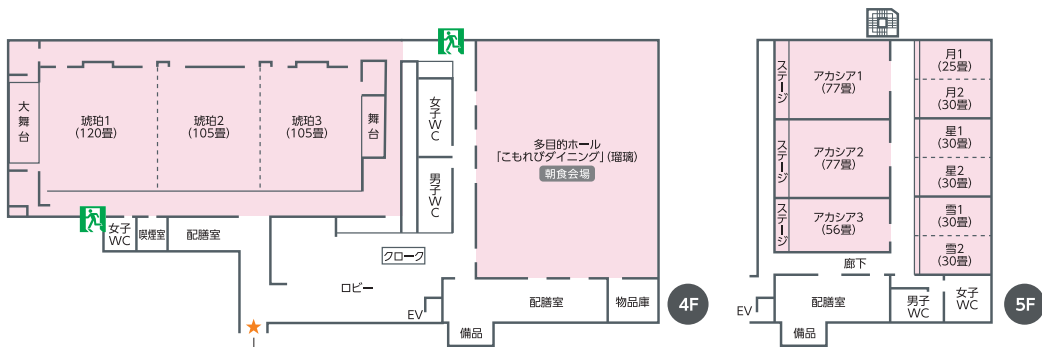 大舞台
琥珀1
(120畳)
琥珀2
(105畳)
琥珀3
(105畳)
舞台
女子WC
男子WC
多目的ホール
「こもれびダイニング」(瑠璃)
朝食会場
女子
WC
喫煙室
配膳室
クローク
ロビー
EV
配膳室
物品庫
備品
4F
ステージ
アカシア1
(77畳)
ステージ
アカシア2
(77畳)
ステージ
アカシア3
(56畳)
月1
(25畳)
月2
(30畳)
星1
(30畳)
星2
(30畳)
雪1
(30畳)
雪2
(30畳)
廊下
EV
配膳室
男子
WC
女子
WC
備品
5F